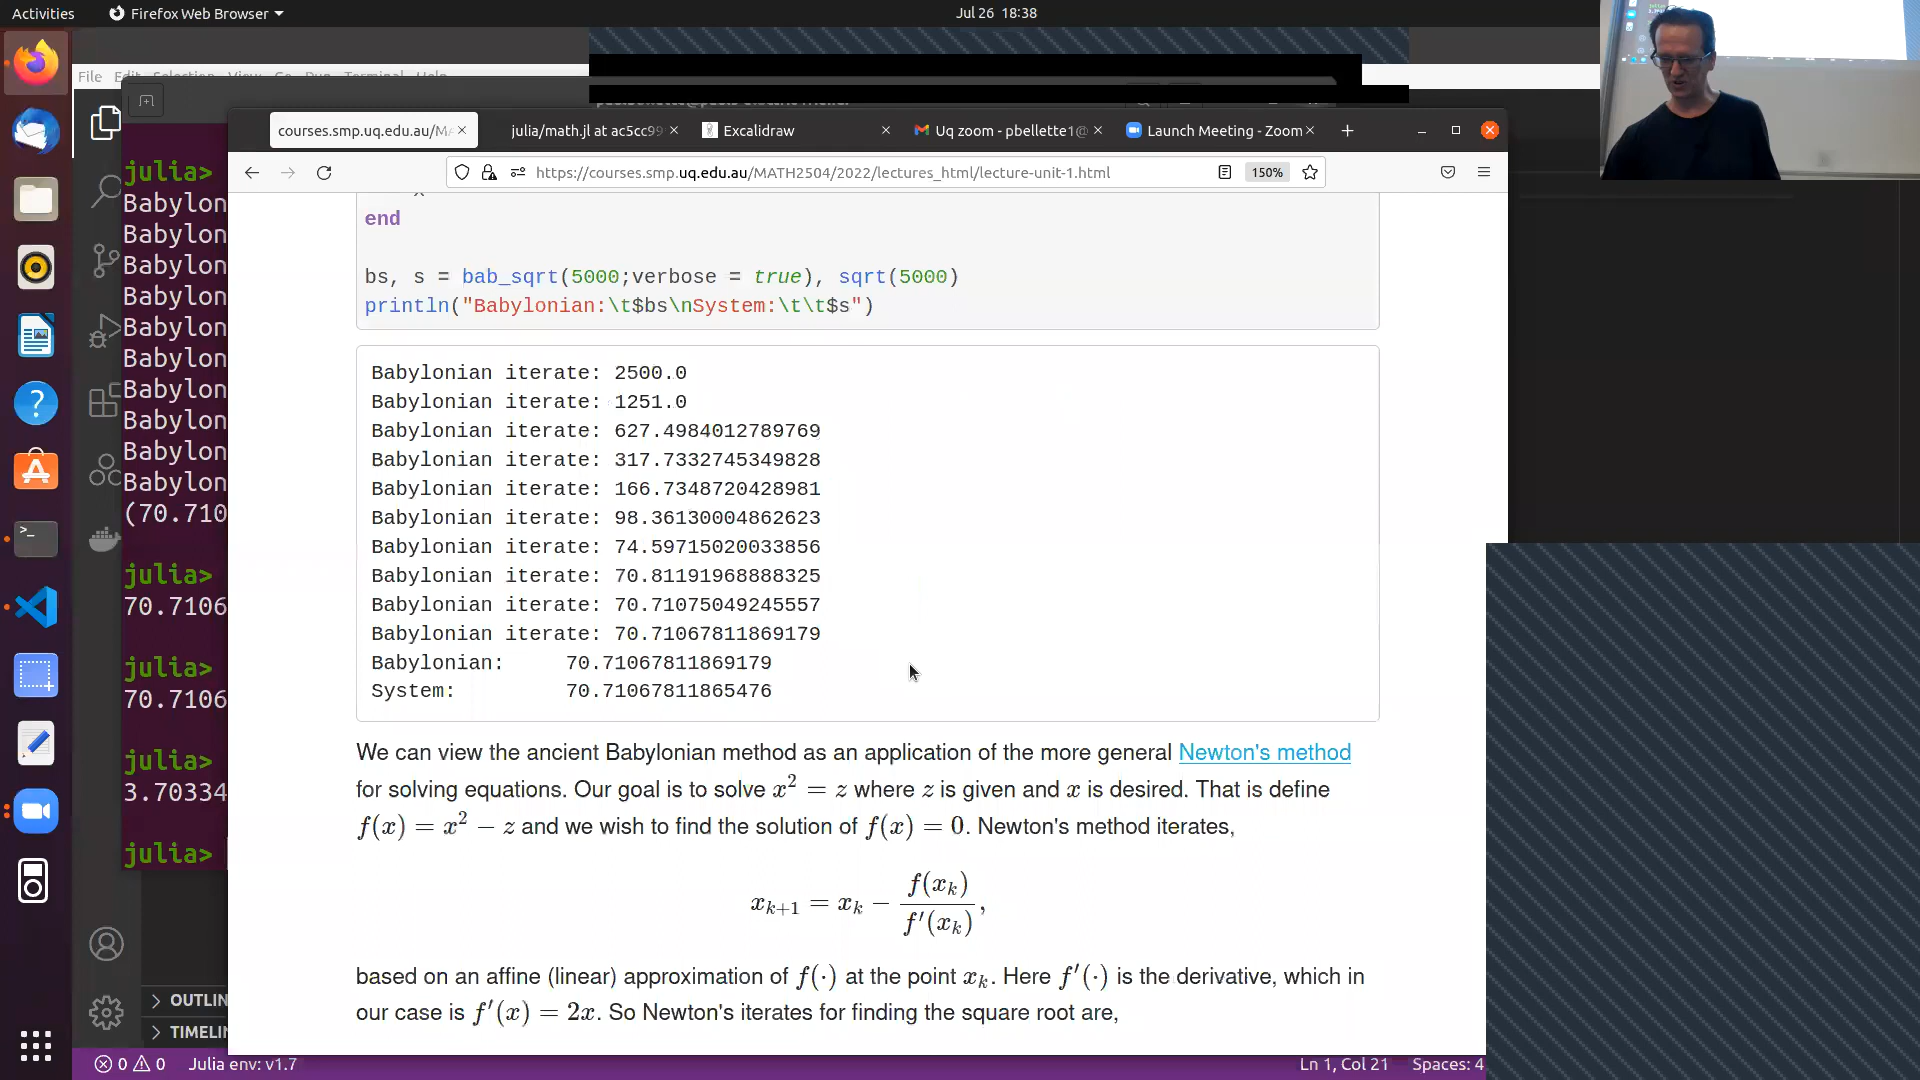 Activities
Firefox Web Browser
Jul 26 18:38
File Edit Selection View Go Run Terminal Help
courses.smp.uq.edu.au/MA
julia/math.jl at ac5cc99
Excalidraw
Uq zoom - pbellette1@
Launch Meeting - Zoom
https://courses.smp.uq.edu.au/MATH2504/2022/lectures_html/lecture-unit-1.html
150%
julia>
Babylon
Babylon
Babylon
Babylon
Babylon
Babylon
Babylon
Babylon
Babylon
Babylon
(70.710
julia>
70.7106
julia>
70.7106
julia>
3.70334
julia>
x
end
bs, s = bab_sqrt(5000;verbose = true), sqrt(5000)
println("Babylonian:\t$bs\nSystem:\t\t$s")
Babylonian iterate: 2500.0
Babylonian iterate: 1251.0
Babylonian iterate: 627.4984012789769
Babylonian iterate: 317.7332745349828
Babylonian iterate: 166.7348720428981
Babylonian iterate: 98.36130004862623
Babylonian iterate: 74.59715020033856
Babylonian iterate: 70.81191968888325
Babylonian iterate: 70.71075049245557
Babylonian iterate: 70.71067811869179
Babylonian: 70.71067811869179
System: 70.71067811865476
We can view the ancient Babylonian method as an application of the more general Newton's method
for solving equations. Our goal is to solve x² = z where z is given and x is desired. That is define
f(x) = x² − z and we wish to find the solution of f(x) = 0. Newton's method iterates,
x_{k+1} = x_k − f(x_k) / f′(x_k),
based on an affine (linear) approximation of f(·) at the point x_k. Here f′(·) is the derivative, which in
our case is f′(x) = 2x. So Newton's iterates for finding the square root are,
OUTLIN
TIMELIN
0 0
Julia env: v1.7
Ln 1, Col 21
Spaces: 4